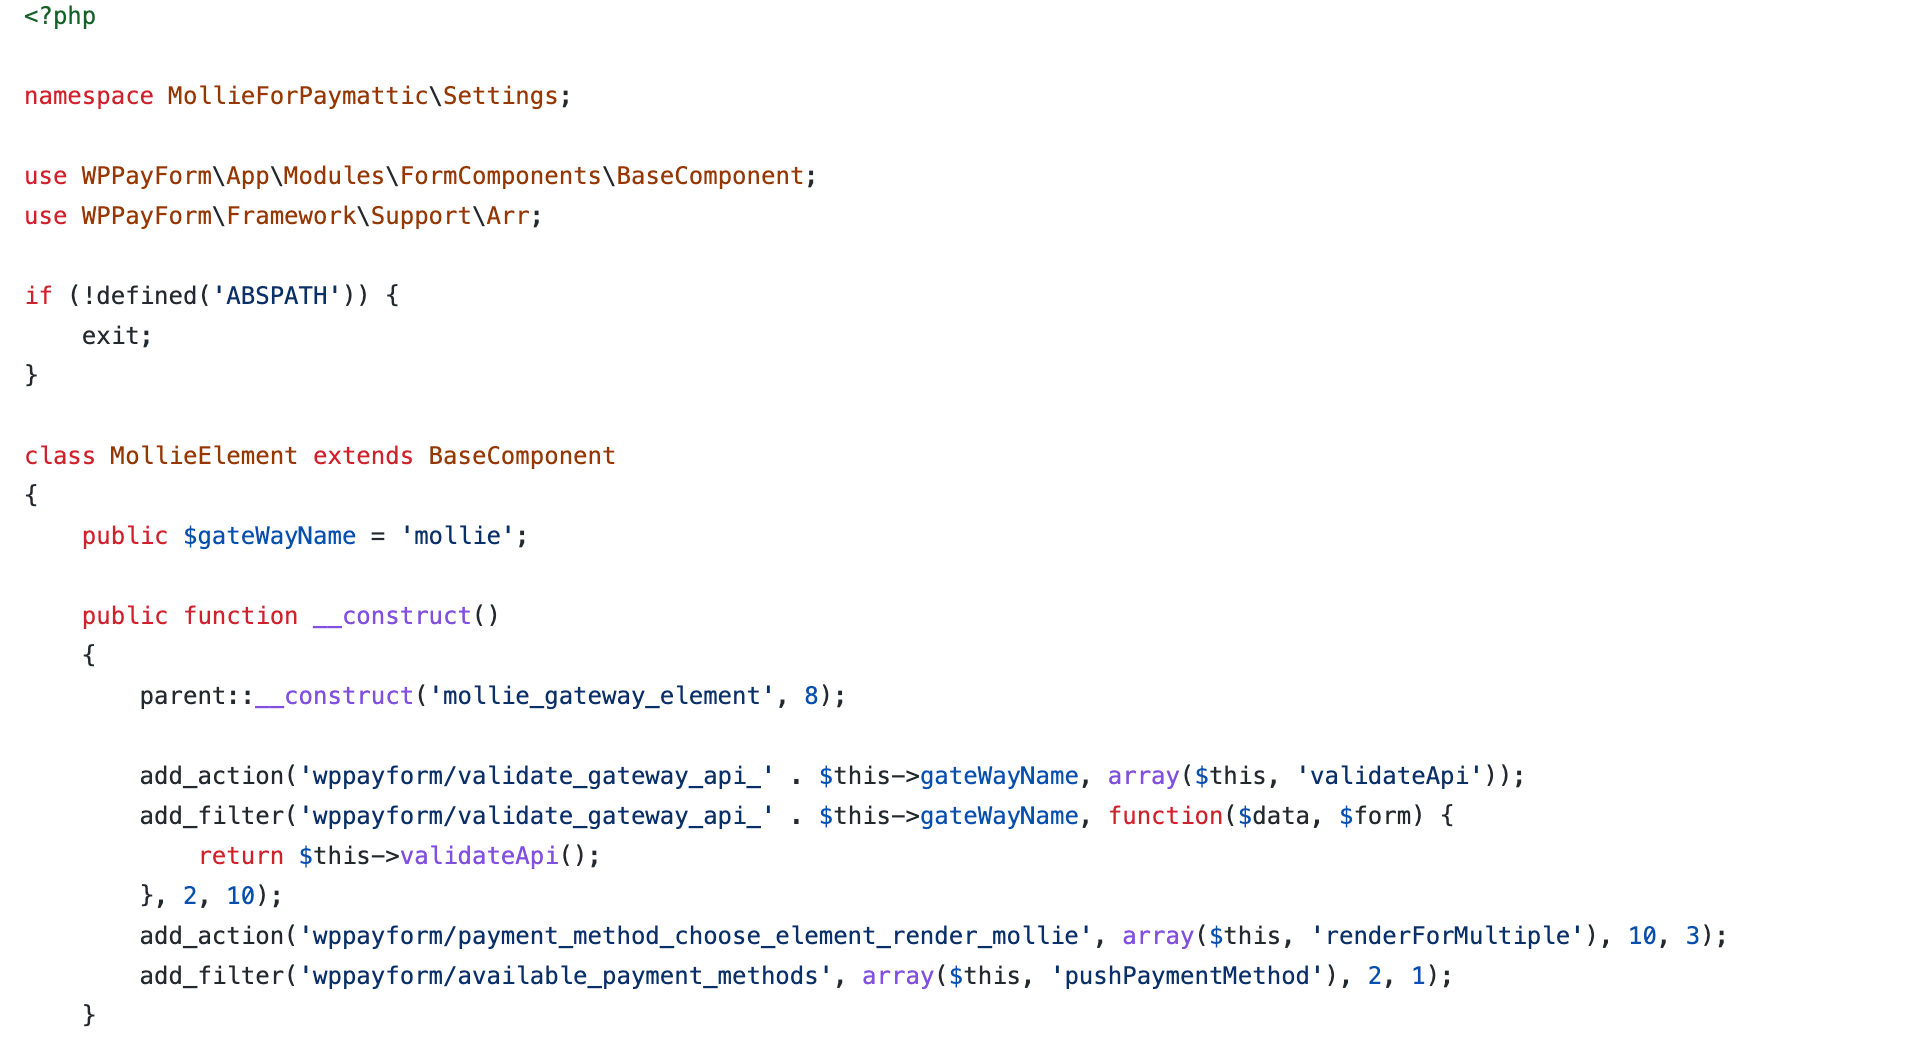 <?php
namespace MollieForPaymattic\Settings;
use WPPayForm\App\Modules\FormComponents\BaseComponent;
use WPPayForm\Framework\Support\Arr;
if (!defined('ABSPATH')) {
    exit;
}
class MollieElement extends BaseComponent
{
    public $gateWayName = 'mollie';
    public function __construct()
    {
        parent::__construct('mollie_gateway_element', 8);
        add_action('wppayform/validate_gateway_api_' . $this->gateWayName, array($this, 'validateApi'));
        add_filter('wppayform/validate_gateway_api_' . $this->gateWayName, function($data, $form) {
            return $this->validateApi();
        }, 2, 10);
        add_action('wppayform/payment_method_choose_element_render_mollie', array($this, 'renderForMultiple'), 10, 3);
        add_filter('wppayform/available_payment_methods', array($this, 'pushPaymentMethod'), 2, 1);
    }